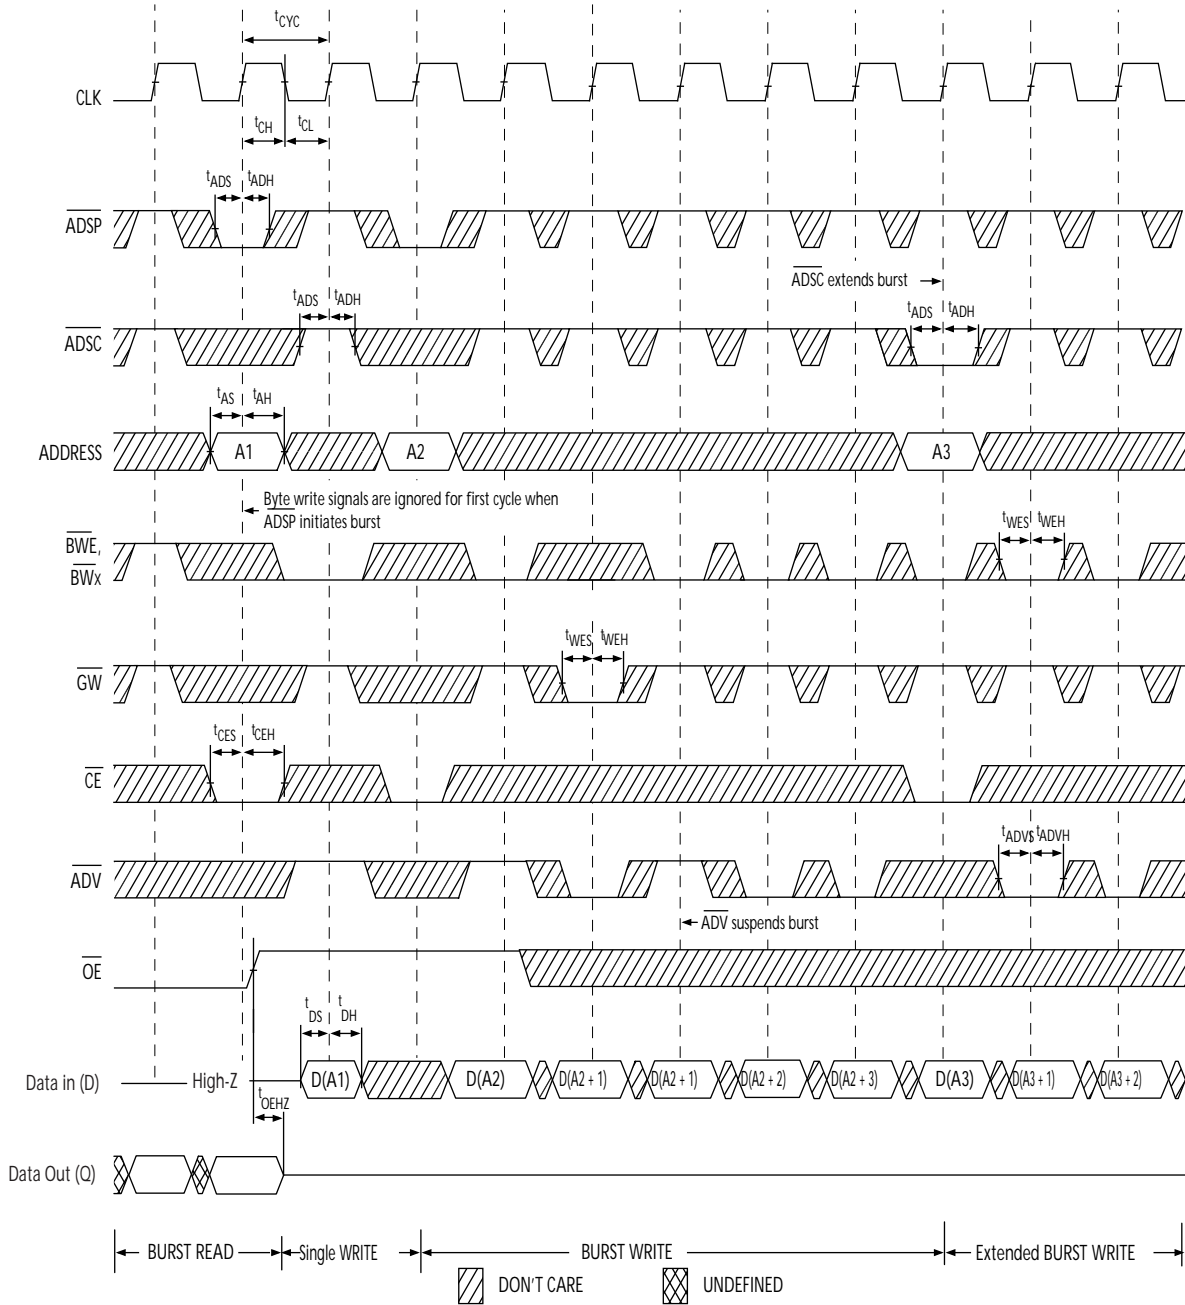 tCYC
CLK
tCH tCL
tADS tADH
ADSP
ADSC extends burst
tADS tADH
tADS tADH
ADSC
tAS tAH
ADDRESS
A1 A2 A3
Byte write signals are ignored for first cycle when
ADSP initiates burst
tWES tWEH
BWE,
BWx
tWES tWEH
GW
tCES tCEH
CE
tADVS tADVH
ADV
ADV suspends burst
OE
tDS tDH
Data in (D) High-Z D(A1) D(A2) D(A2 + 1) D(A2 + 1) D(A2 + 2) D(A2 + 3) D(A3) D(A3 + 1) D(A3 + 2)
tOEHZ
Data Out (Q)
BURST READ Single WRITE BURST WRITE Extended BURST WRITE
DON'T CARE UNDEFINED